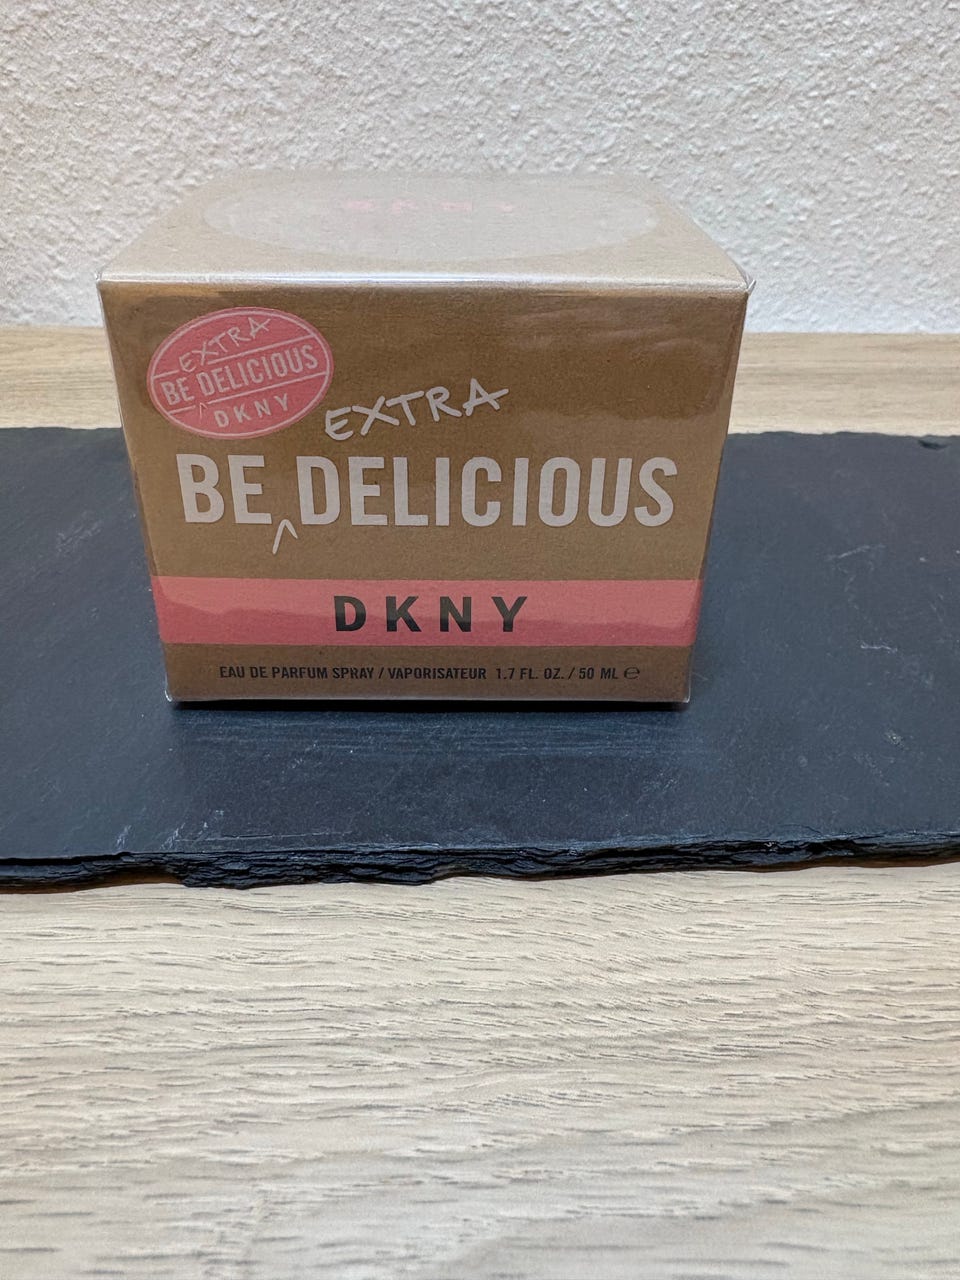 DKNY
EXTRA
BE DELICIOUS
DKNY
EXTRA
BE DELICIOUS
DKNY
EAU DE PARFUM SPRAY / VAPORISATEUR 1.7 FL. OZ. / 50 ML ℮